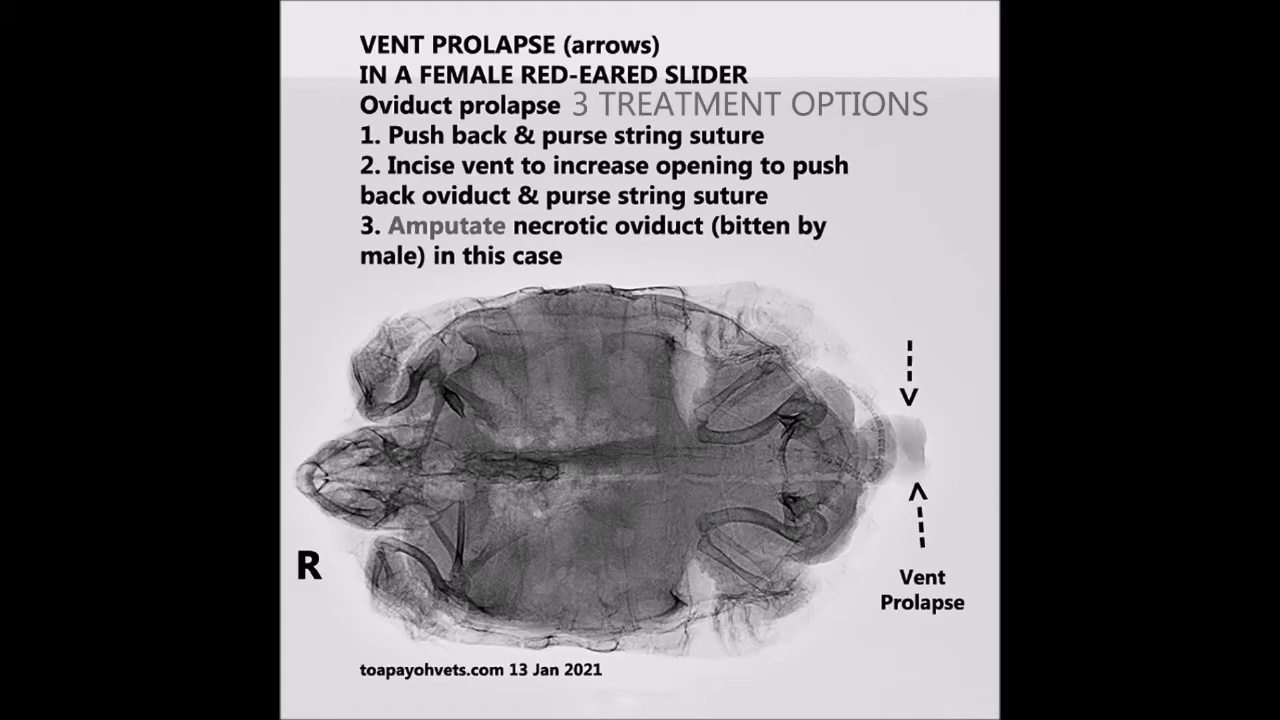 VENT PROLAPSE (arrows)
IN A FEMALE RED-EARED SLIDER
Oviduct prolapse 3 TREATMENT OPTIONS
1. Push back & purse string suture
2. Incise vent to increase opening to push
back oviduct & purse string suture
3. Amputate necrotic oviduct (bitten by
male) in this case
R
Vent
Prolapse
toapayohvets.com 13 Jan 2021